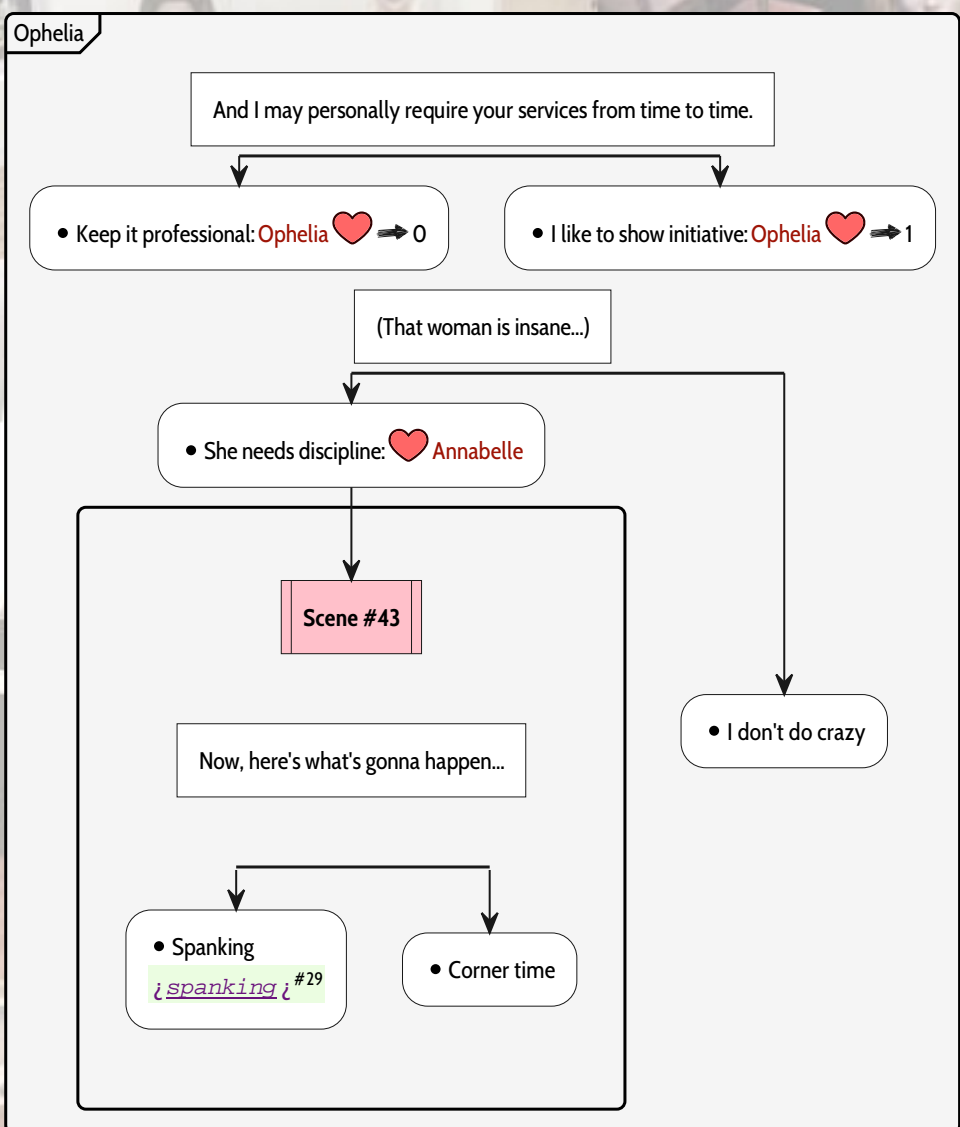 Ophelia
And I may personally require your services from time to time.
• Keep it professional: Ophelia ❤ ➡ 0
• I like to show initiative: Ophelia ❤ ➡ 1
(That woman is insane...)
• She needs discipline: ❤ Annabelle
Scene #43
• I don't do crazy
Now, here's what's gonna happen...
• Spanking
¿spanking¿ #29
• Corner time